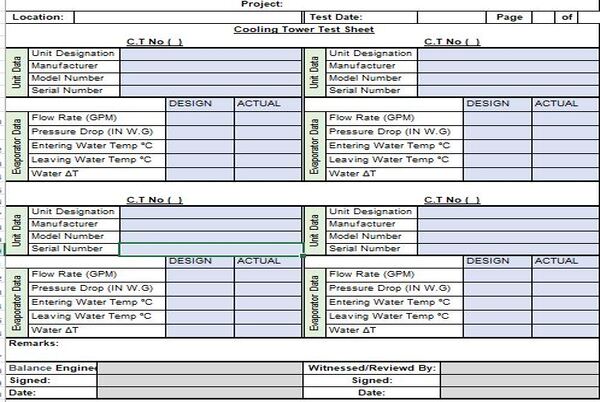 Project:
Location: Test Date: Page of
Cooling Tower Test Sheet
C.T No ( ) C.T No ( )
Unit Data Unit Designation Unit Data Unit Designation
Manufacturer Manufacturer
Model Number Model Number
Serial Number Serial Number
DESIGN ACTUAL DESIGN ACTUAL
Evaporator Data Flow Rate (GPM) Evaporator Data Flow Rate (GPM)
Pressure Drop (IN W.G) Pressure Drop (IN W.G)
Entering Water Temp °C Entering Water Temp °C
Leaving Water Temp °C Leaving Water Temp °C
Water ΔT Water ΔT
C.T No ( ) C.T No ( )
Unit Data Unit Designation Unit Data Unit Designation
Manufacturer Manufacturer
Model Number Model Number
Serial Number Serial Number
DESIGN ACTUAL DESIGN ACTUAL
Evaporator Data Flow Rate (GPM) Evaporator Data Flow Rate (GPM)
Pressure Drop (IN W.G) Pressure Drop (IN W.G)
Entering Water Temp °C Entering Water Temp °C
Leaving Water Temp °C Leaving Water Temp °C
Water ΔT Water ΔT
Remarks:
Balance Enginee Witnessed/Reviewd By:
Signed: Signed:
Date: Date: